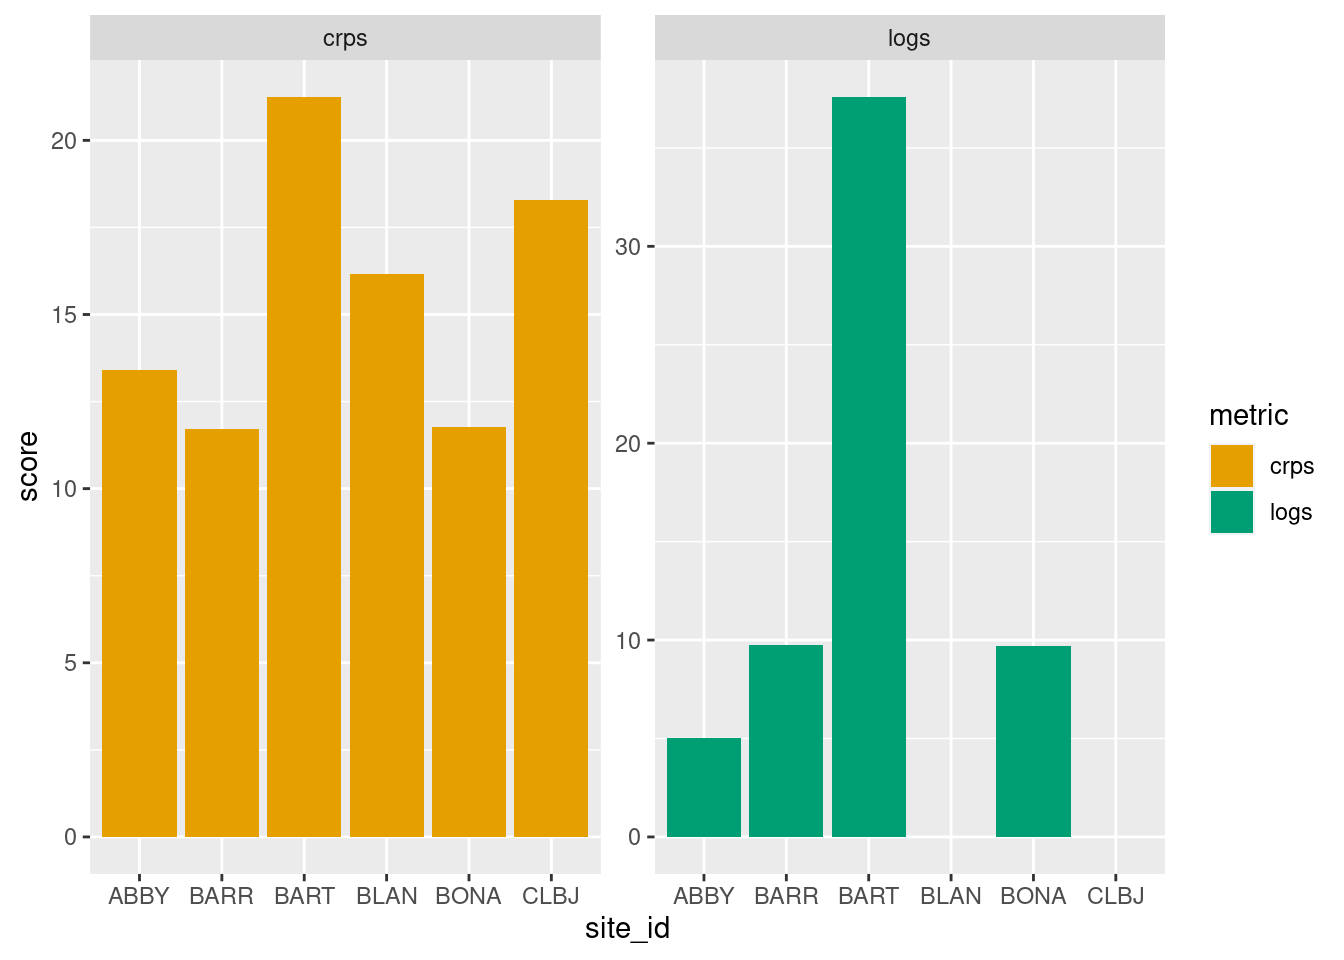 crps
logs
score
20
15
10
5
0
30
20
10
0
ABBY BARR BART BLAN BONA CLBJ
ABBY BARR BART BLAN BONA CLBJ
site_id
metric
crps
logs